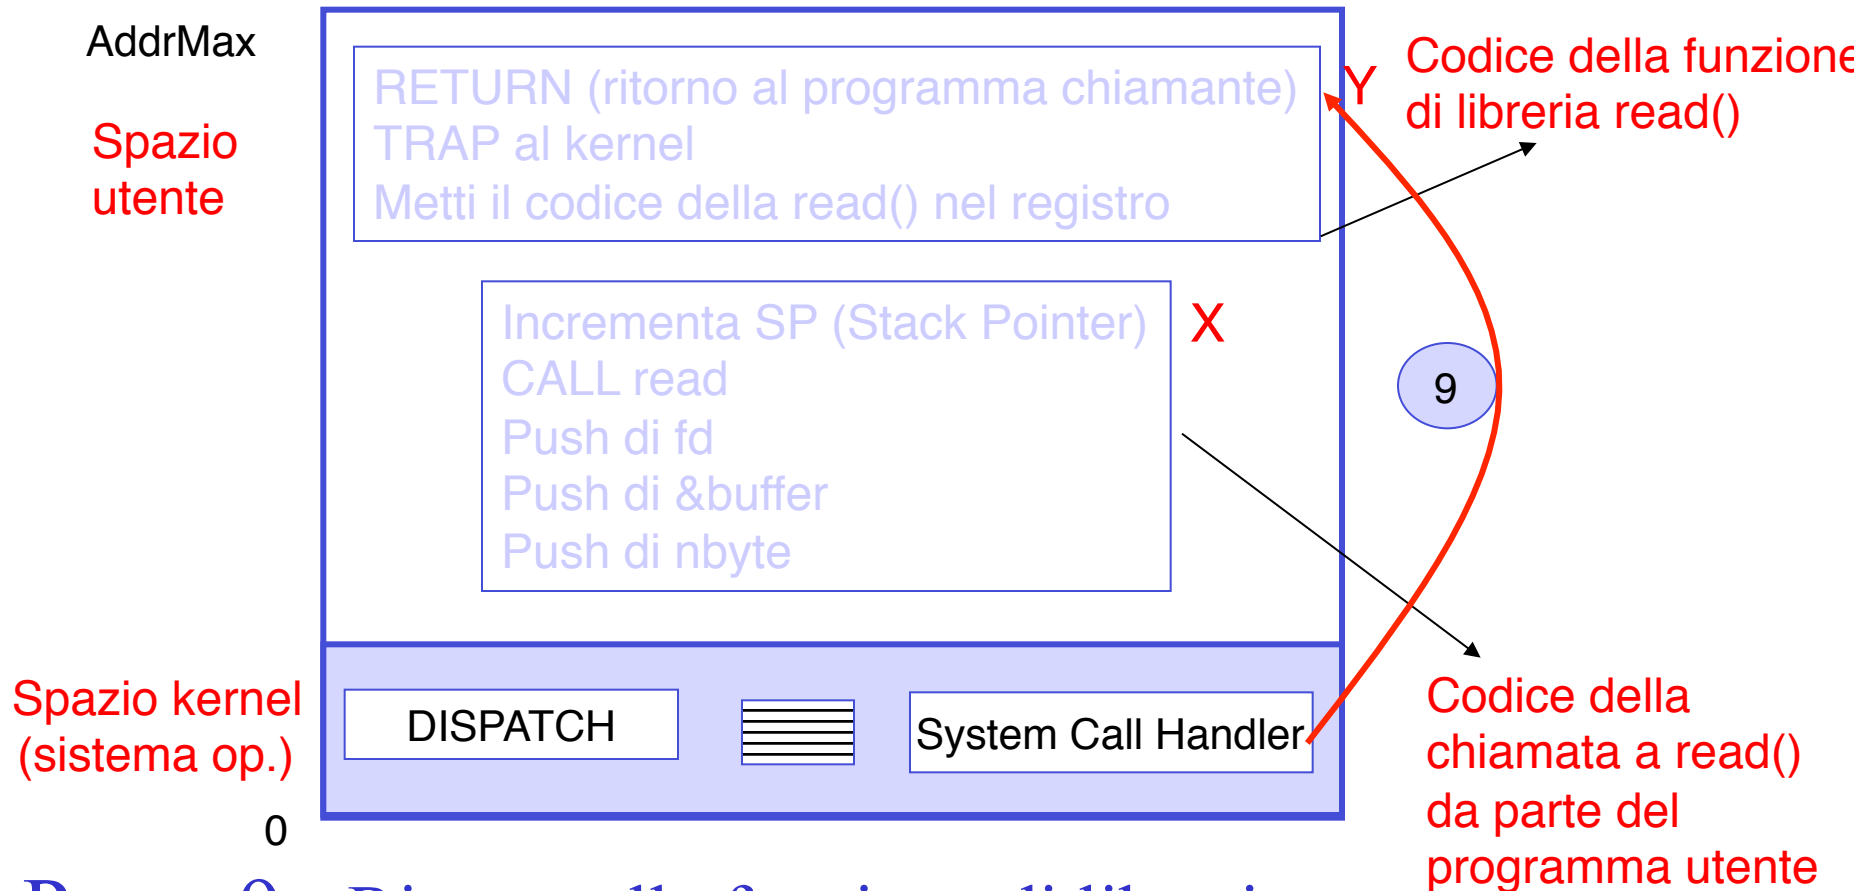 AddrMax
Spazio
utente
RETURN (ritorno al programma chiamante)
TRAP al kernel
Metti il codice della read() nel registro
Y
Codice della funzione
di libreria read()
Incrementa SP (Stack Pointer)
CALL read
Push di fd
Push di &buffer
Push di nbyte
X
9
Spazio kernel
(sistema op.)
DISPATCH
System Call Handler
Codice della
chiamata a read()
da parte del
programma utente
0